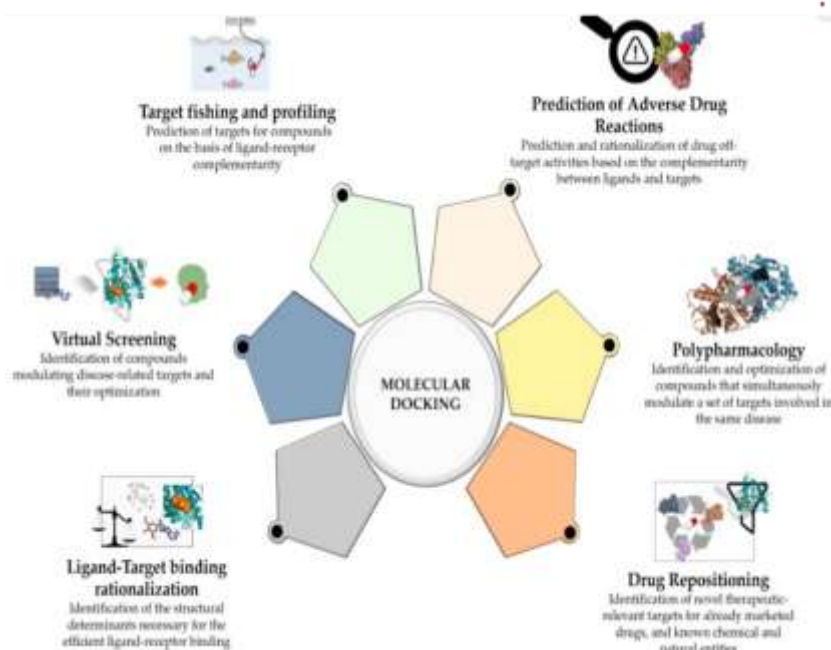 Target fishing and profiling
Prediction of targets for compounds
on the basis of ligand-receptor
complementarity
Prediction of Adverse Drug
Reactions
Prediction and rationalization of drug off-
target activities based on the complementarity
between ligands and targets
Virtual Screening
Identification of compounds
modulating disease-related targets and
their optimization
MOLECULAR
DOCKING
Polypharmacology
Identification and optimization of
compounds that simultaneously
modulate a set of targets involved in
the same disease
Ligand-Target binding
rationalization
Identification of the structural
determinants necessary for the
efficient ligand-receptor binding
Drug Repositioning
Identification of novel therapeutic-
relevant targets for already marketed
drugs, and known chemical and
natural entities